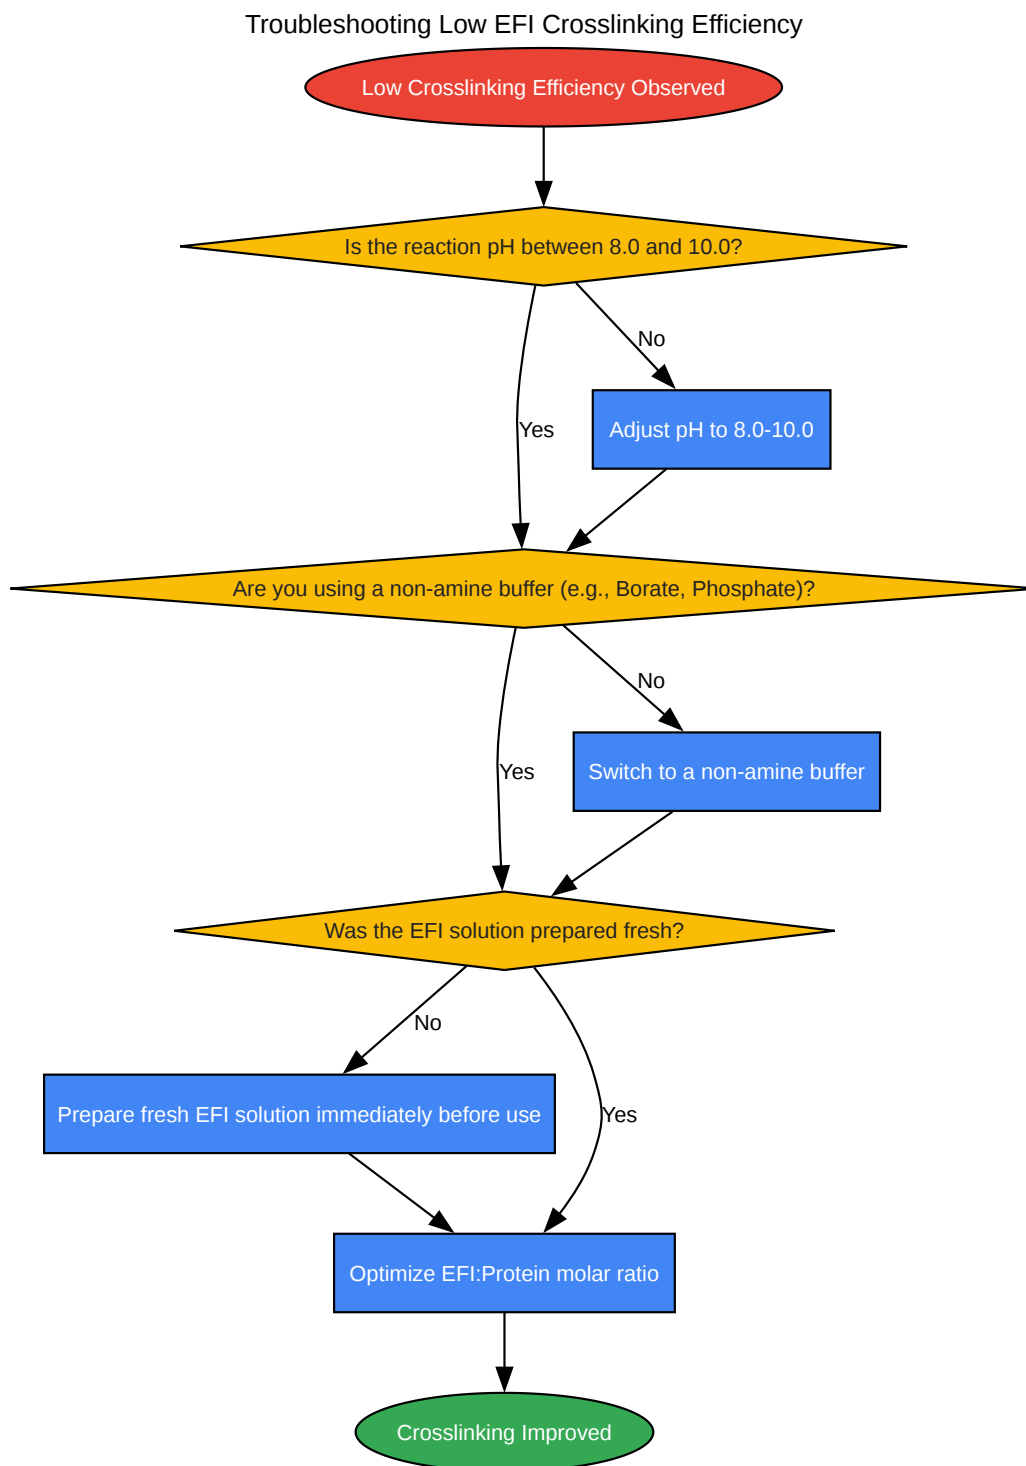 Troubleshooting Low EFI Crosslinking Efficiency
Low Crosslinking Efficiency Observed
Is the reaction pH between 8.0 and 10.0?
No
Yes
Adjust pH to 8.0-10.0
Are you using a non-amine buffer (e.g., Borate, Phosphate)?
No
Yes
Switch to a non-amine buffer
Was the EFI solution prepared fresh?
No
Prepare fresh EFI solution immediately before use
Yes
Optimize EFI:Protein molar ratio
Crosslinking Improved